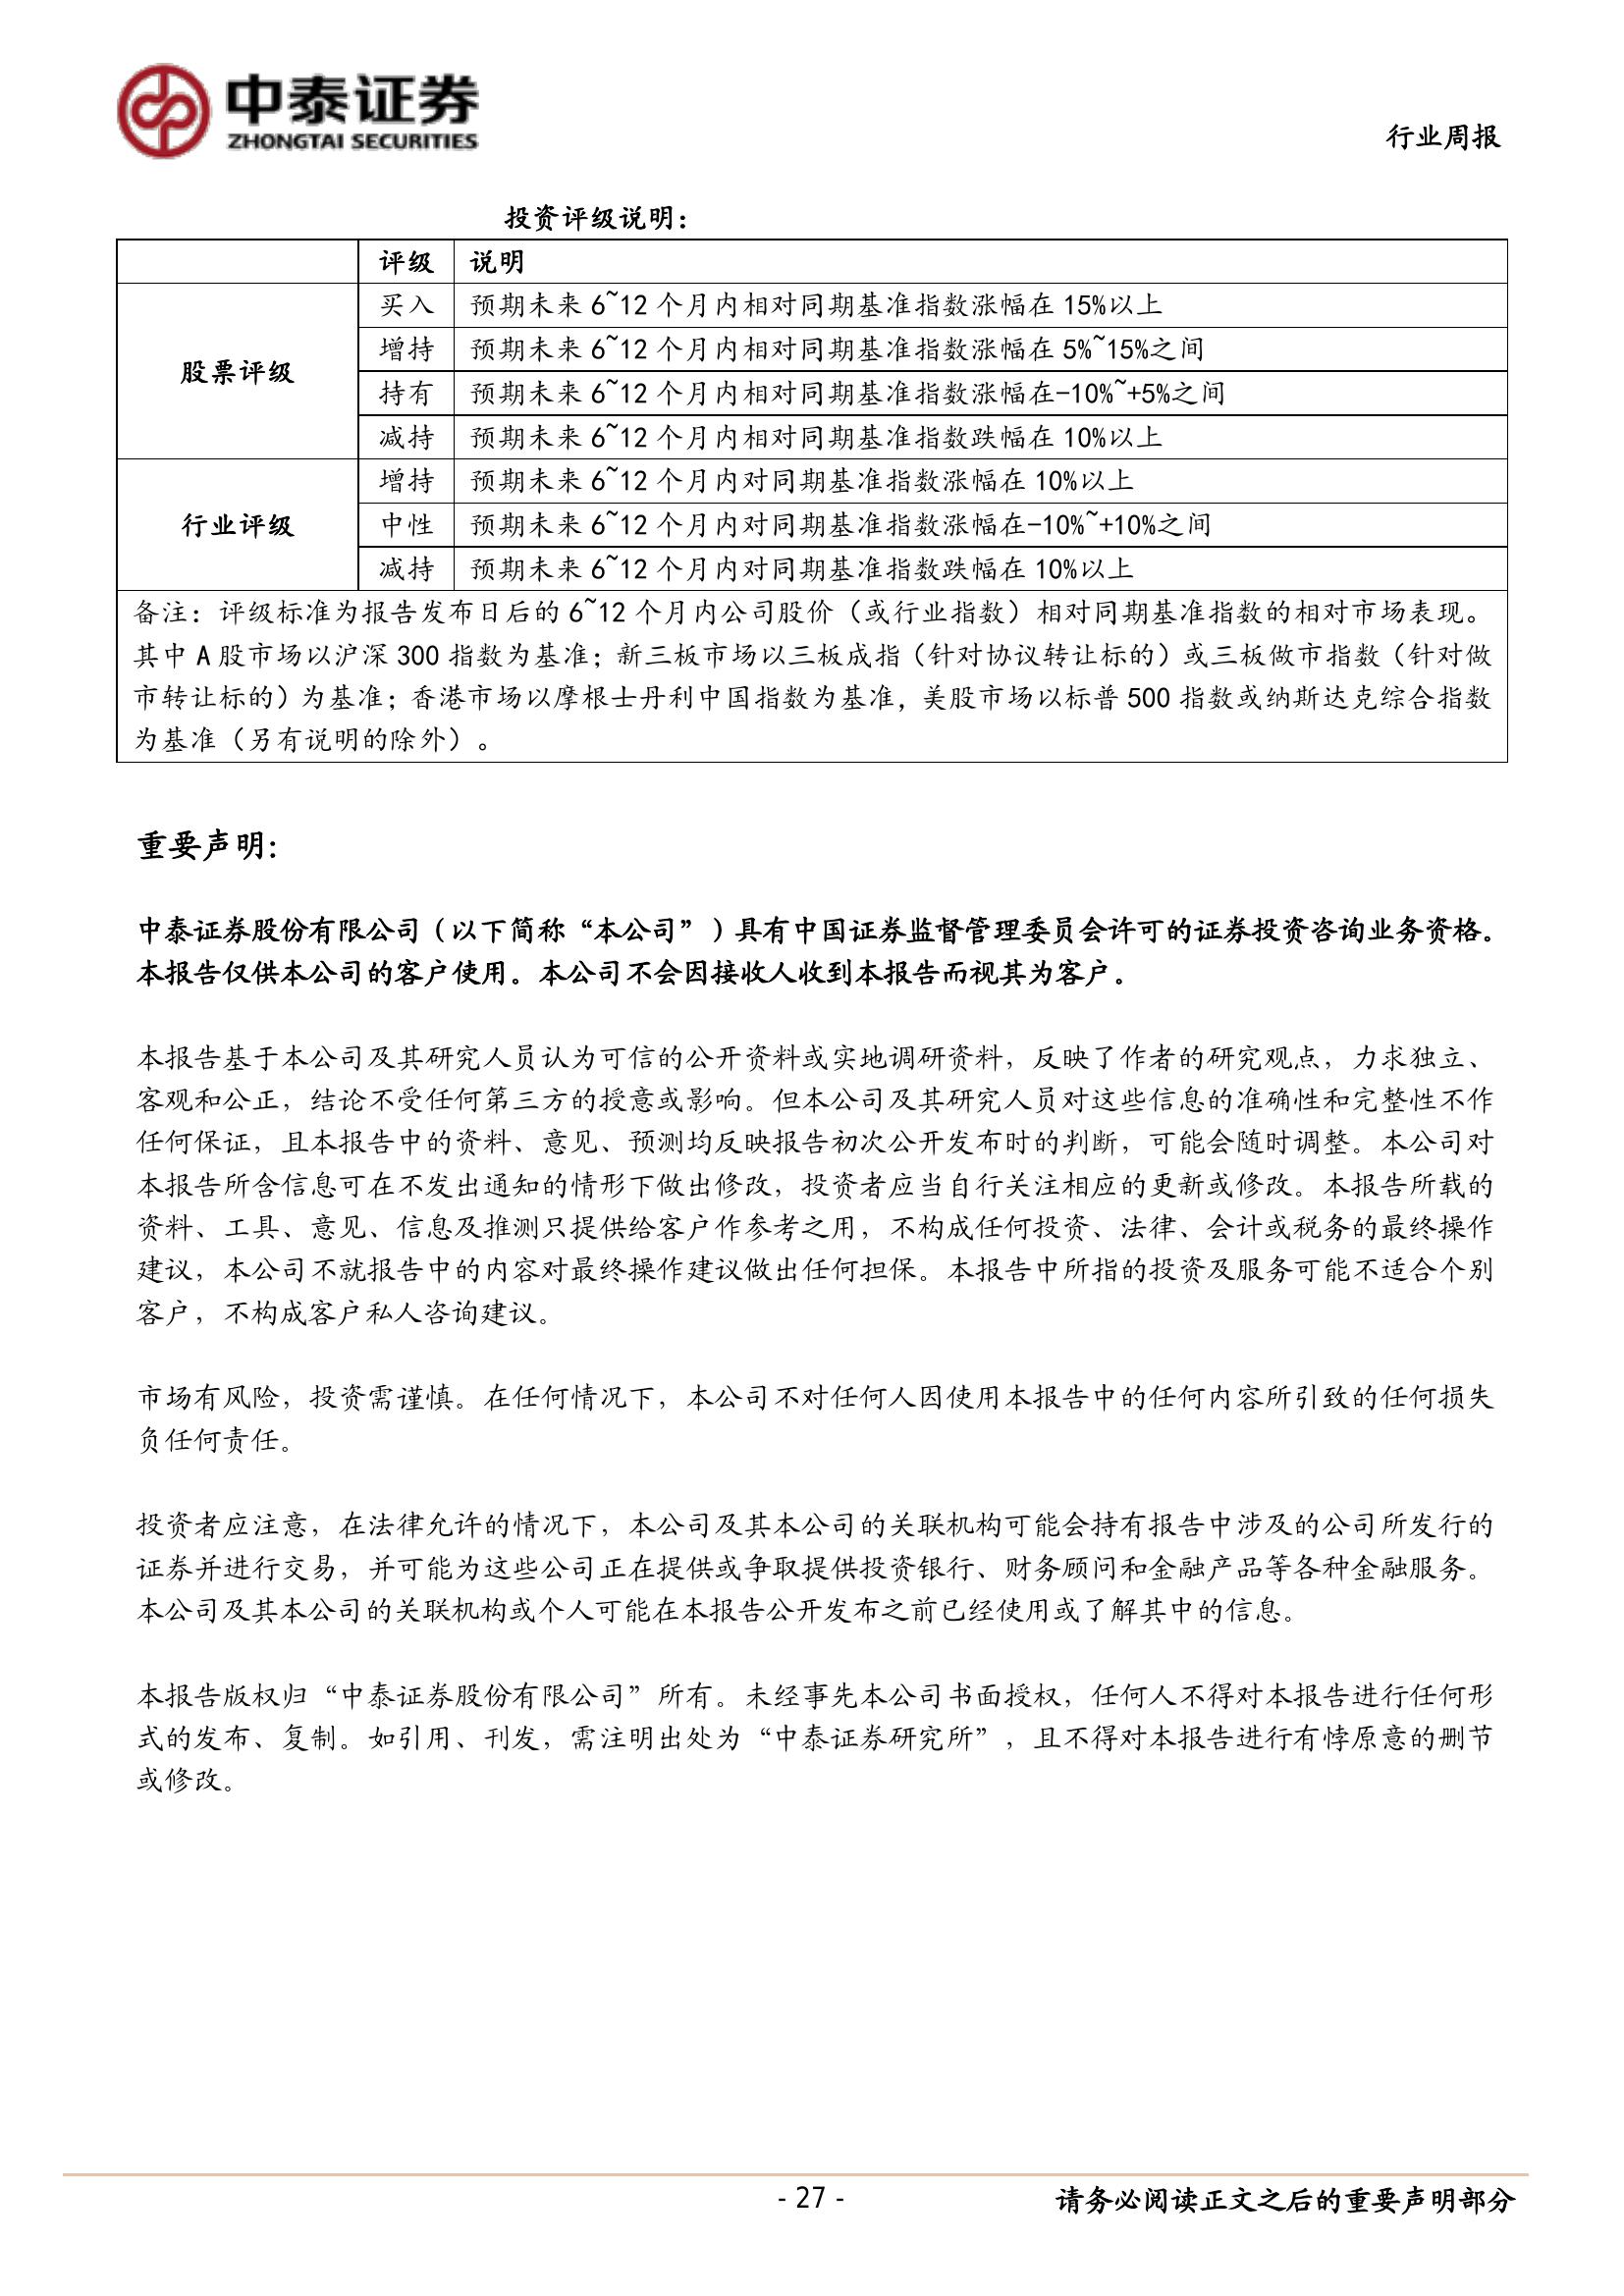 中泰证券
ZHONGTAI SECURITIES
行业周报
投资评级说明：
评级 说明
股票评级
买入 预期未来 6~12 个月内相对同期基准指数涨幅在 15%以上
增持 预期未来 6~12 个月内相对同期基准指数涨幅在 5%~15%之间
持有 预期未来 6~12 个月内相对同期基准指数涨幅在-10%~+5%之间
减持 预期未来 6~12 个月内相对同期基准指数跌幅在 10%以上
行业评级
增持 预期未来 6~12 个月内对同期基准指数涨幅在 10%以上
中性 预期未来 6~12 个月内对同期基准指数涨幅在-10%~+10%之间
减持 预期未来 6~12 个月内对同期基准指数跌幅在 10%以上
备注：评级标准为报告发布日后的 6~12 个月内公司股价（或行业指数）相对同期基准指数的相对市场表现。
其中 A 股市场以沪深 300 指数为基准；新三板市场以三板成指（针对协议转让标的）或三板做市指数（针对做
市转让标的）为基准；香港市场以摩根士丹利中国指数为基准，美股市场以标普 500 指数或纳斯达克综合指数
为基准（另有说明的除外）。
重要声明：
中泰证券股份有限公司（以下简称“本公司”）具有中国证券监督管理委员会许可的证券投资咨询业务资格。
本报告仅供本公司的客户使用。本公司不会因接收人收到本报告而视其为客户。
本报告基于本公司及其研究人员认为可信的公开资料或实地调研资料，反映了作者的研究观点，力求独立、
客观和公正，结论不受任何第三方的授意或影响。但本公司及其研究人员对这些信息的准确性和完整性不作
任何保证，且本报告中的资料、意见、预测均反映报告初次公开发布时的判断，可能会随时调整。本公司对
本报告所含信息可在不发出通知的情形下做出修改，投资者应当自行关注相应的更新或修改。本报告所载的
资料、工具、意见、信息及推测只提供给客户作参考之用，不构成任何投资、法律、会计或税务的最终操作
建议，本公司不就报告中的内容对最终操作建议做出任何担保。本报告中所指的投资及服务可能不适合个别
客户，不构成客户私人咨询建议。
市场有风险，投资需谨慎。在任何情况下，本公司不对任何人因使用本报告中的任何内容所引致的任何损失
负任何责任。
投资者应注意，在法律允许的情况下，本公司及其本公司的关联机构可能会持有报告中涉及的公司所发行的
证券并进行交易，并可能为这些公司正在提供或争取提供投资银行、财务顾问和金融产品等各种金融服务。
本公司及其本公司的关联机构或个人可能在本报告公开发布之前已经使用或了解其中的信息。
本报告版权归“中泰证券股份有限公司”所有。未经事先本公司书面授权，任何人不得对本报告进行任何形
式的发布、复制。如引用、刊发，需注明出处为“中泰证券研究所”，且不得对本报告进行有悖原意的删节
或修改。
- 27 -
请务必阅读正文之后的重要声明部分